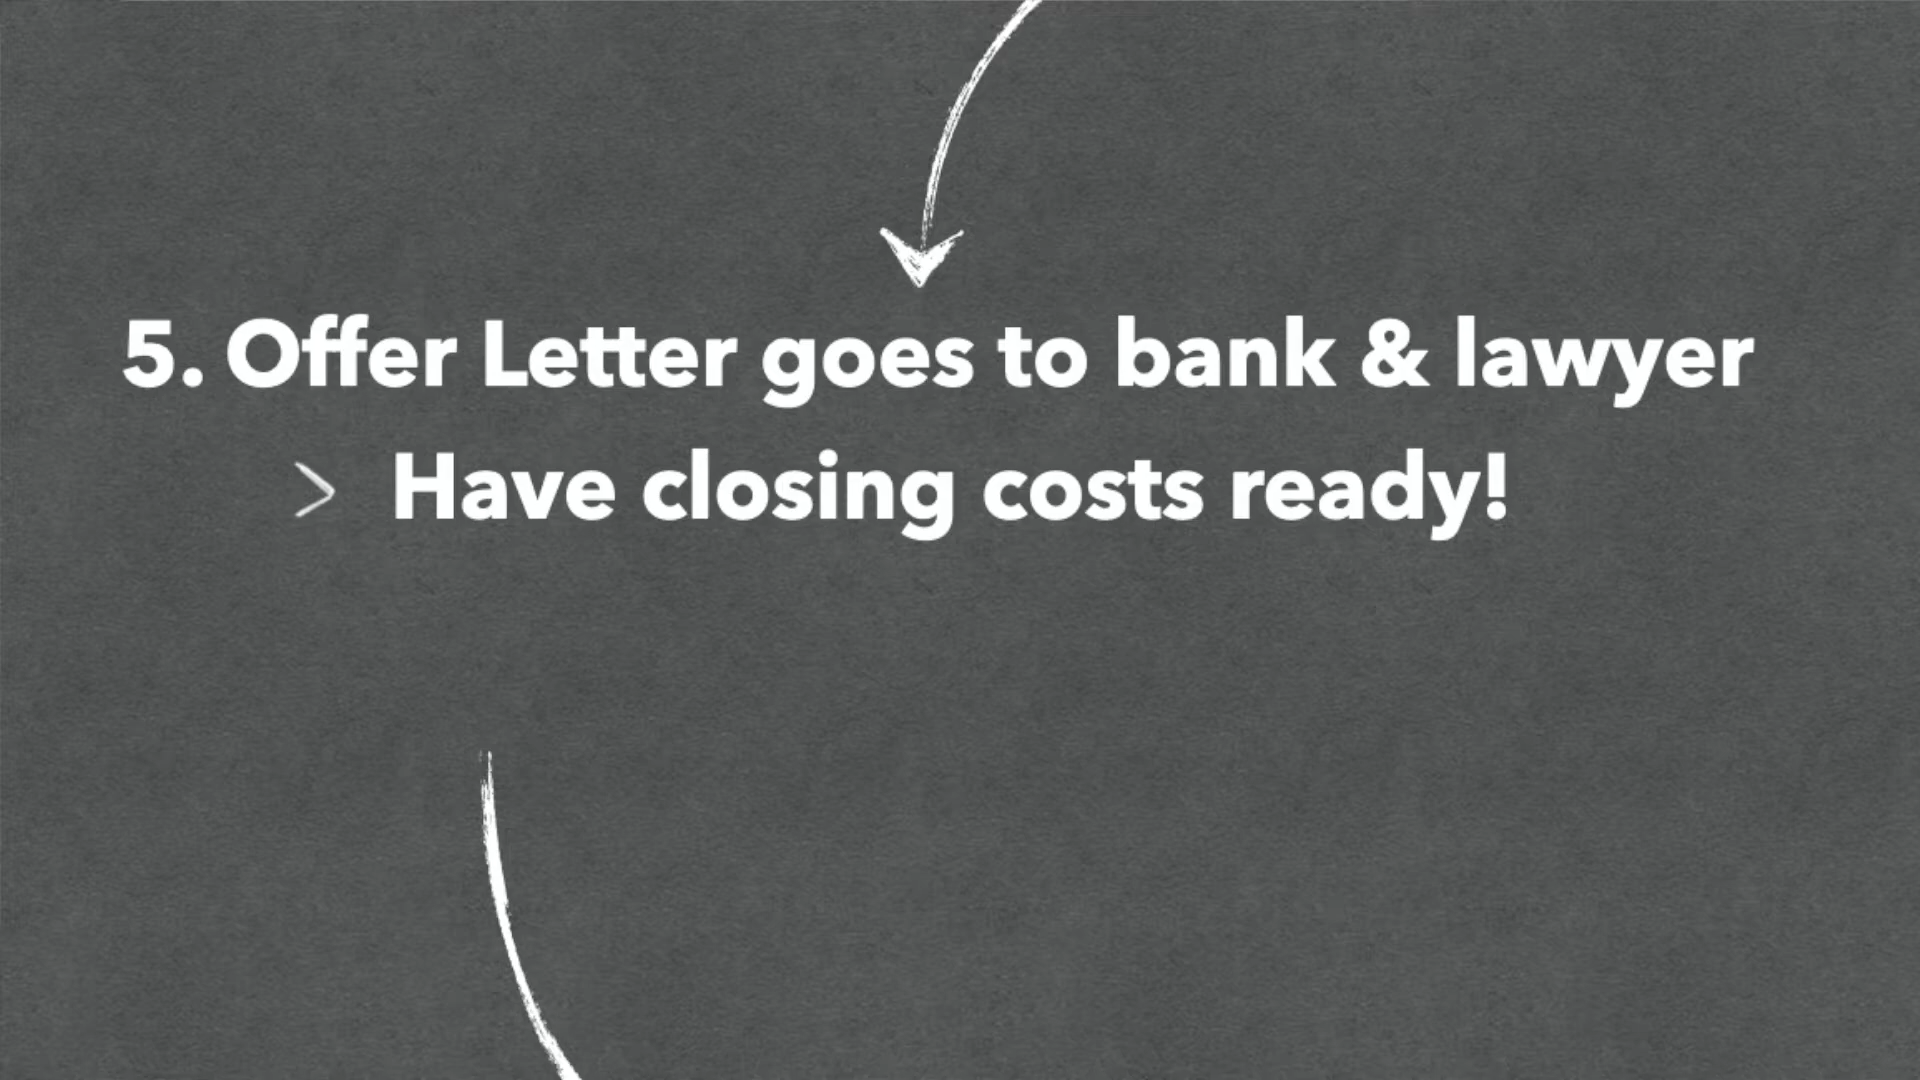 5. Offer Letter goes to bank & lawyer
> Have closing costs ready!